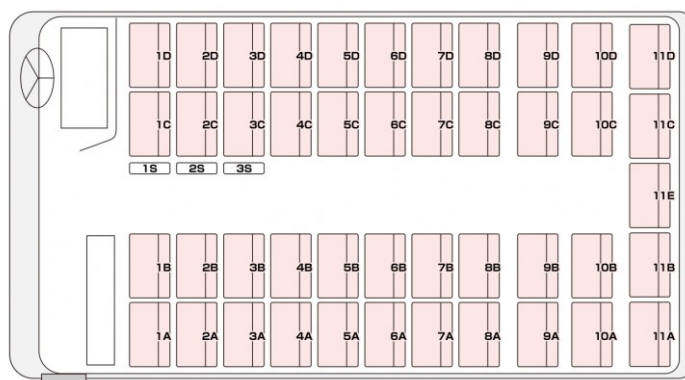 1D 2D 3D 4D 5D 6D 7D 8D 9D 10D 11D
1C 2C 3C 4C 5C 6C 7C 8C 9C 10C 11C
1S 2S 3S
11E
1B 2B 3B 4B 5B 6B 7B 8B 9B 10B 11B
1A 2A 3A 4A 5A 6A 7A 8A 9A 10A 11A